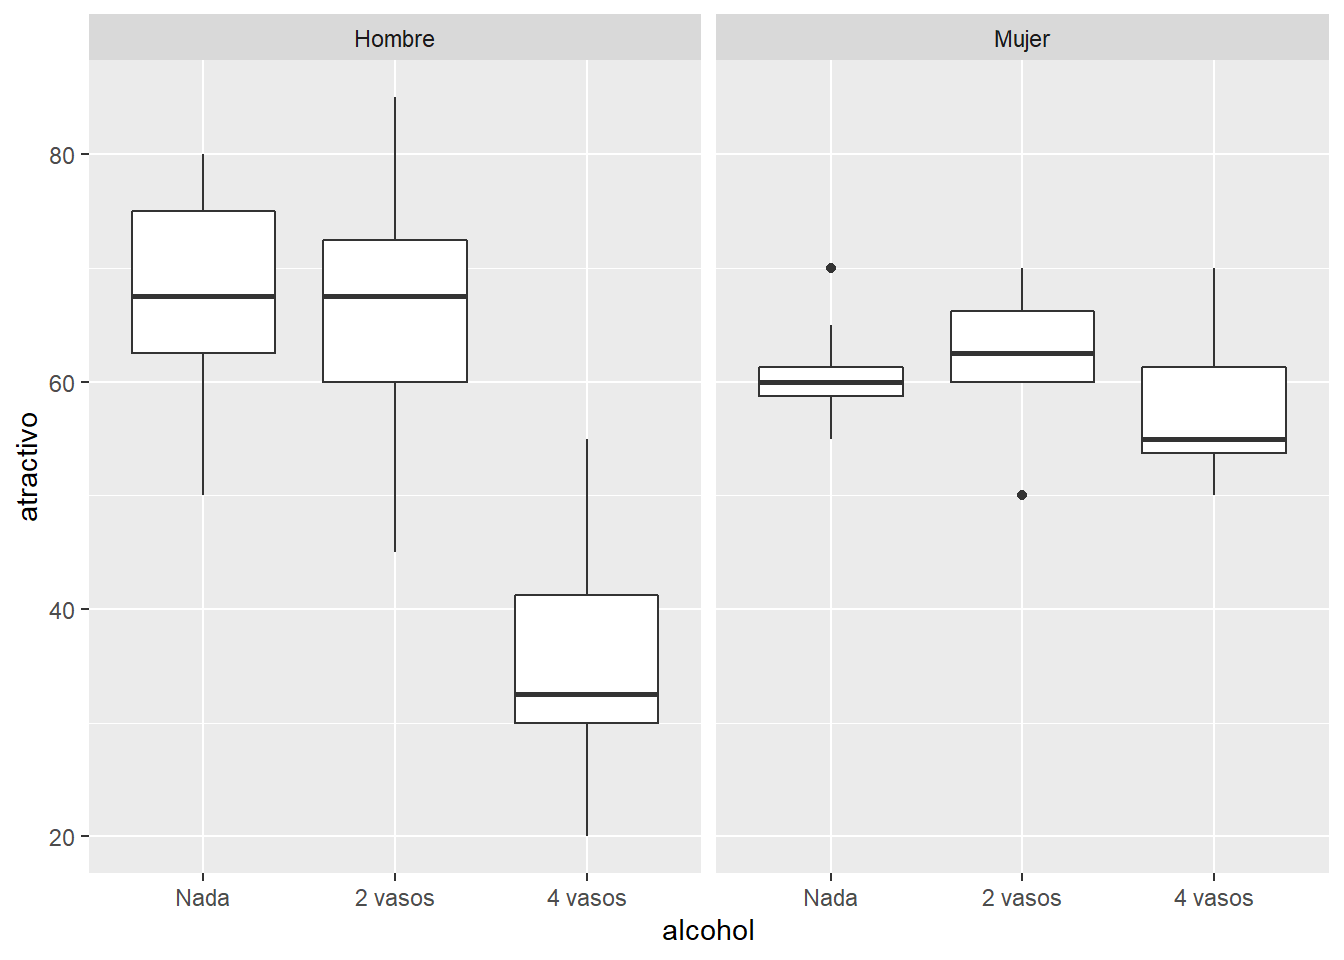 Hombre
Mujer
atractivo
80
60
40
20
Nada 2 vasos 4 vasos
Nada 2 vasos 4 vasos
alcohol